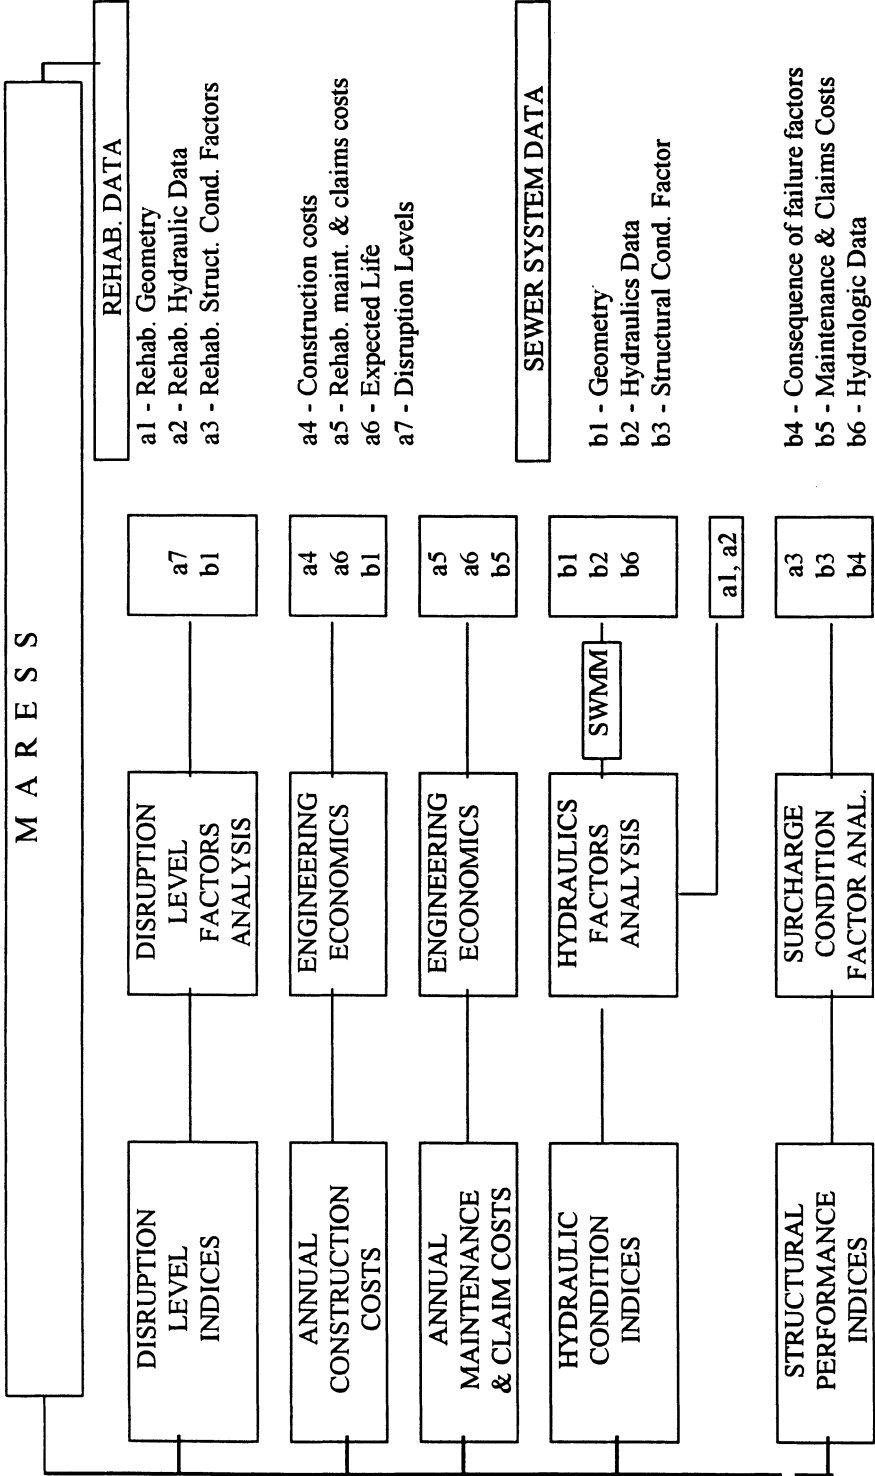 M A R E S S
DISRUPTION
LEVEL
INDICES
DISRUPTION
LEVEL
FACTORS
ANALYSIS
a7
b1
REHAB. DATA
a1 - Rehab. Geometry
a2 - Rehab. Hydraulic Data
a3 - Rehab. Struct. Cond. Factors
ANNUAL
CONSTRUCTION
COSTS
ENGINEERING
ECONOMICS
a4
a6
b1
a4 - Construction costs
a5 - Rehab. maint. & claims costs
a6 - Expected Life
a7 - Disruption Levels
ANNUAL
MAINTENANCE
& CLAIM COSTS
ENGINEERING
ECONOMICS
a5
a6
b5
HYDRAULIC
CONDITION
INDICES
HYDRAULICS
FACTORS
ANALYSIS
SWMM
b1
b2
b6
a1, a2
SEWER SYSTEM DATA
b1 - Geometry
b2 - Hydraulics Data
b3 - Structural Cond. Factor
STRUCTURAL
PERFORMANCE
INDICES
SURCHARGE
CONDITION
FACTOR ANAL.
a3
b3
b4
b4 - Consequence of failure factors
b5 - Maintenance & Claims Costs
b6 - Hydrologic Data